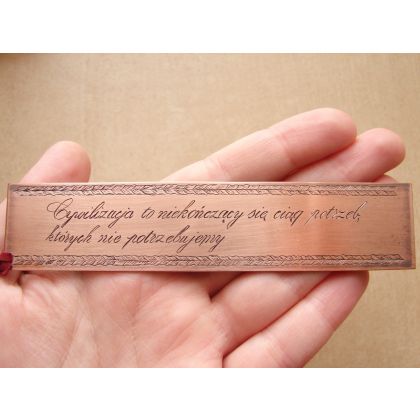 Cywilizacja to niekończący się ciąg potrzeb,
których nie potrzebujemy